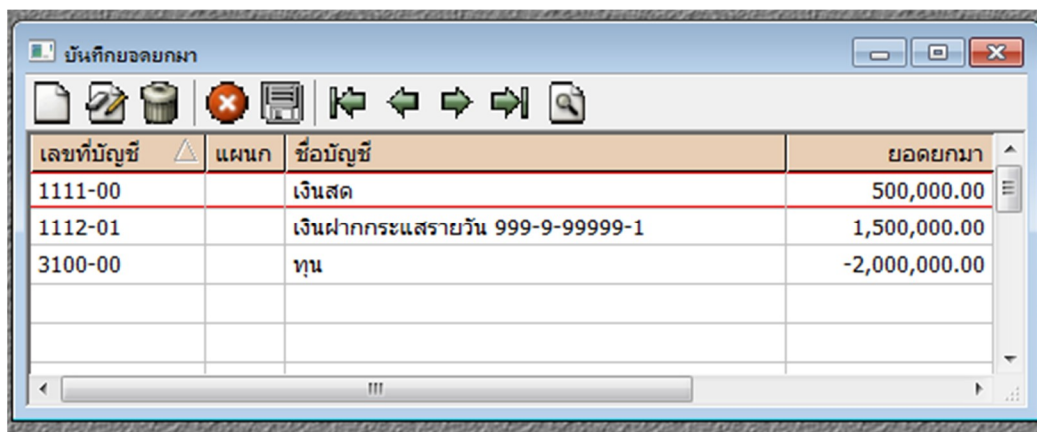 บันทึกยอดยกมา
เลขที่บัญชี แผนก ชื่อบัญชี ยอดยกมา
1111-00 เงินสด 500,000.00
1112-01 เงินฝากกระแสรายวัน 999-9-99999-1 1,500,000.00
3100-00 ทุน -2,000,000.00